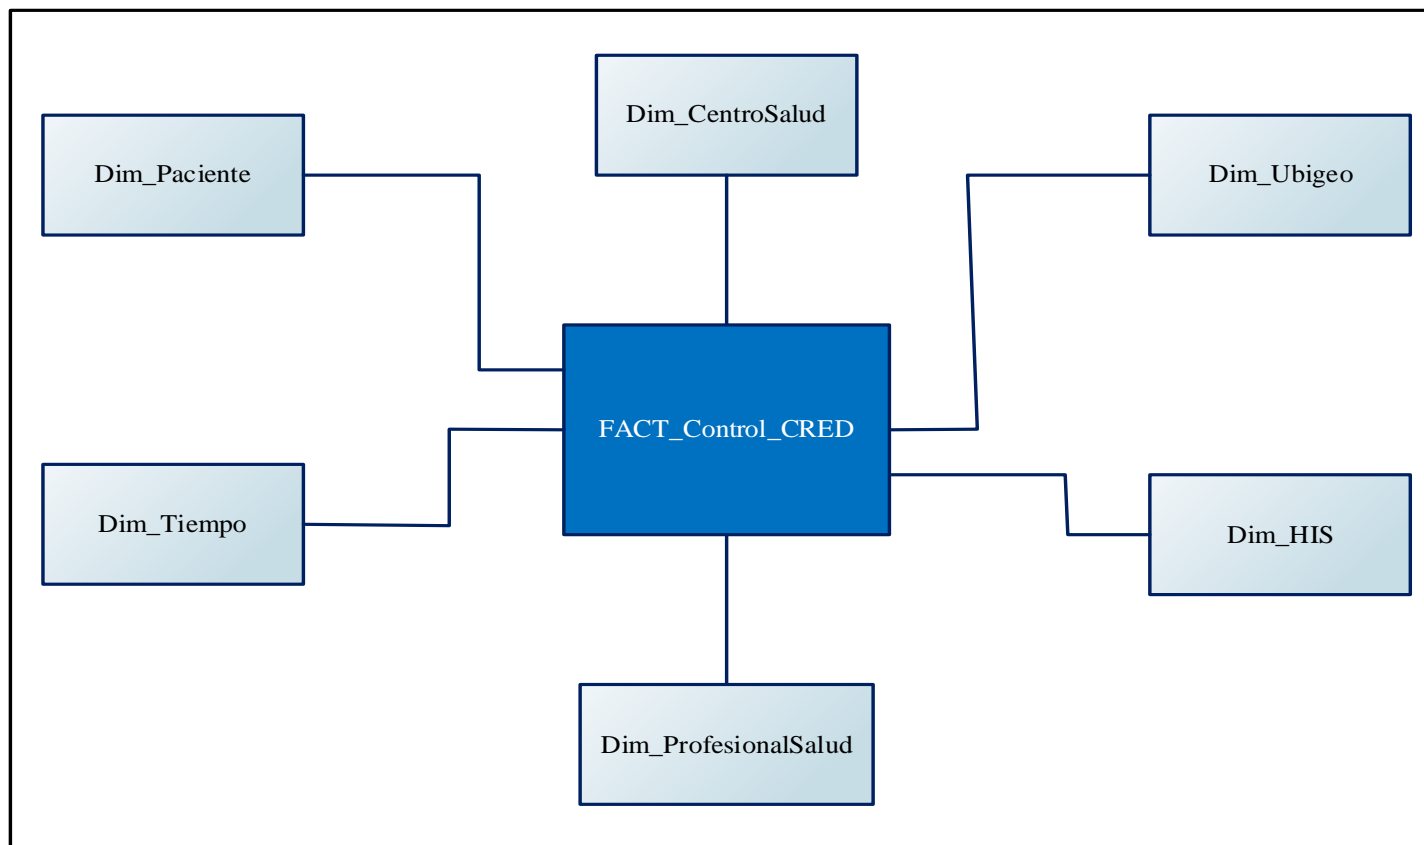 Dim_CentroSalud
Dim_Paciente
Dim_Ubigeo
FACT_Control_CRED
Dim_Tiempo
Dim_HIS
Dim_ProfesionalSalud